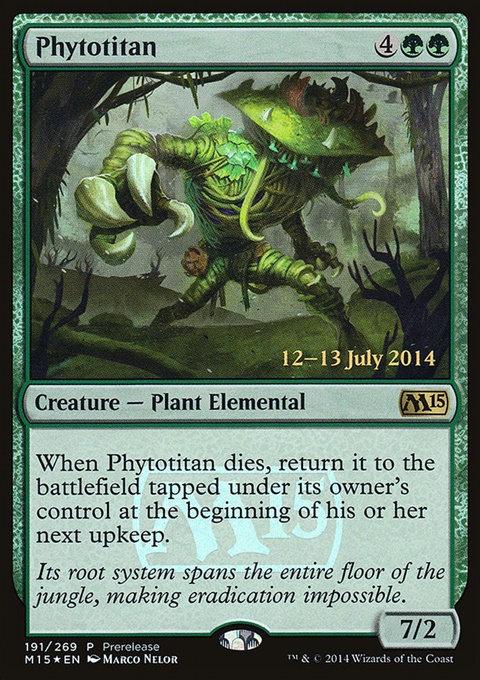 Phytotitan 4
12–13 July 2014
Creature — Plant Elemental M15
When Phytotitan dies, return it to the
battlefield tapped under its owner's
control at the beginning of his or her
next upkeep.
Its root system spans the entire floor of the
jungle, making eradication impossible.
7/2
191/269 P Prerelease
M15★EN Marco Nelor ™ & © 2014 Wizards of the Coast